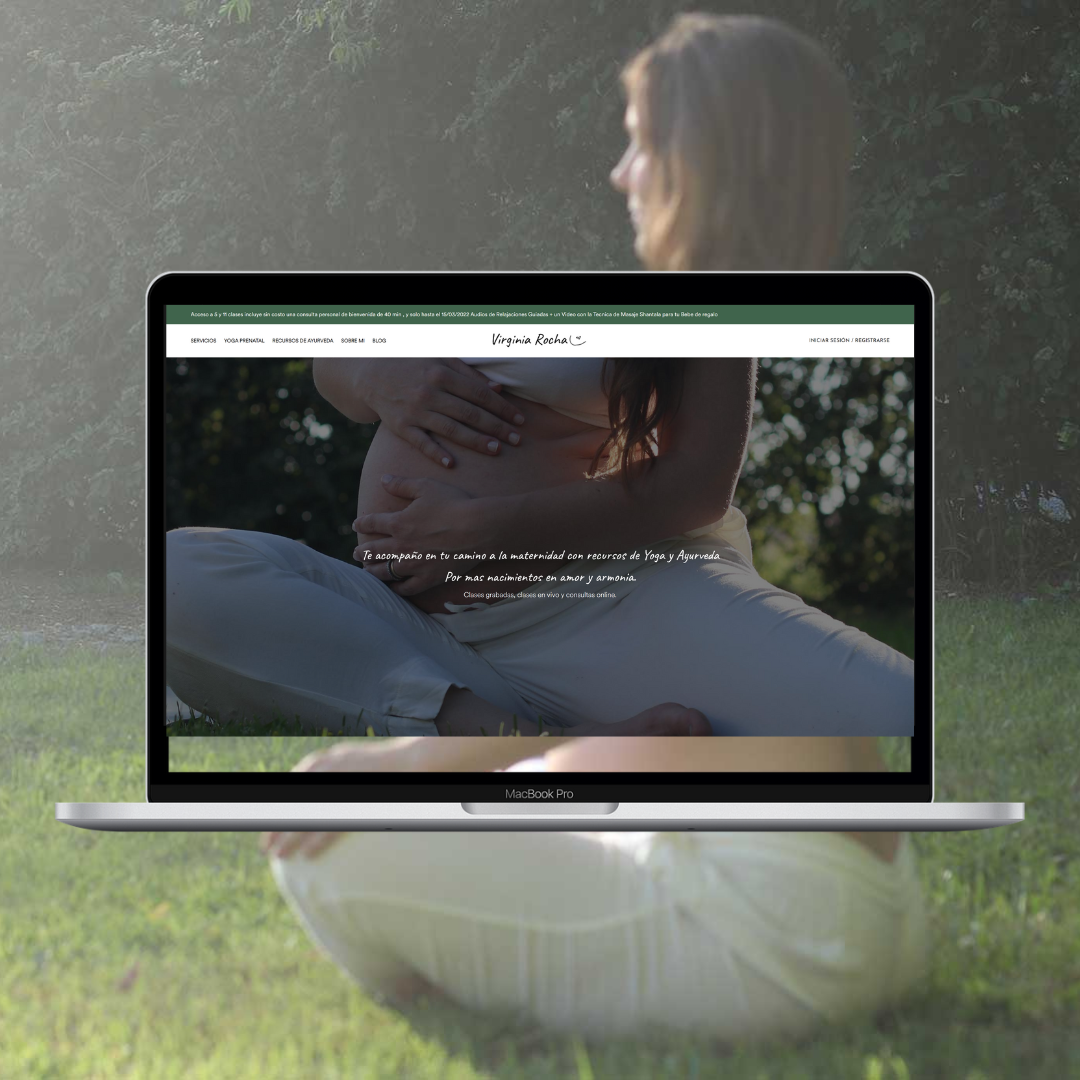 Acceso a 5 y 11 clases incluye sin costo una consulta personal de bienvenida de 40 min , y solo hasta el 15/03/2022 Audios de Relajaciones Guiadas + un Video con la Tecnica de Masaje Shantala para tu Bebe de regalo
SERVICIOS YOGA PRENATAL RECURSOS DE AYURVEDA SOBRE MI BLOG Virginia Rocha INICIAR SESIÓN / REGISTRARSE
Te acompaño en tu camino a la maternidad con recursos de Yoga y Ayurveda
Por mas nacimientos en amor y armonia.
Clases grabadas, clases en vivo y consultas online.
MacBook Pro